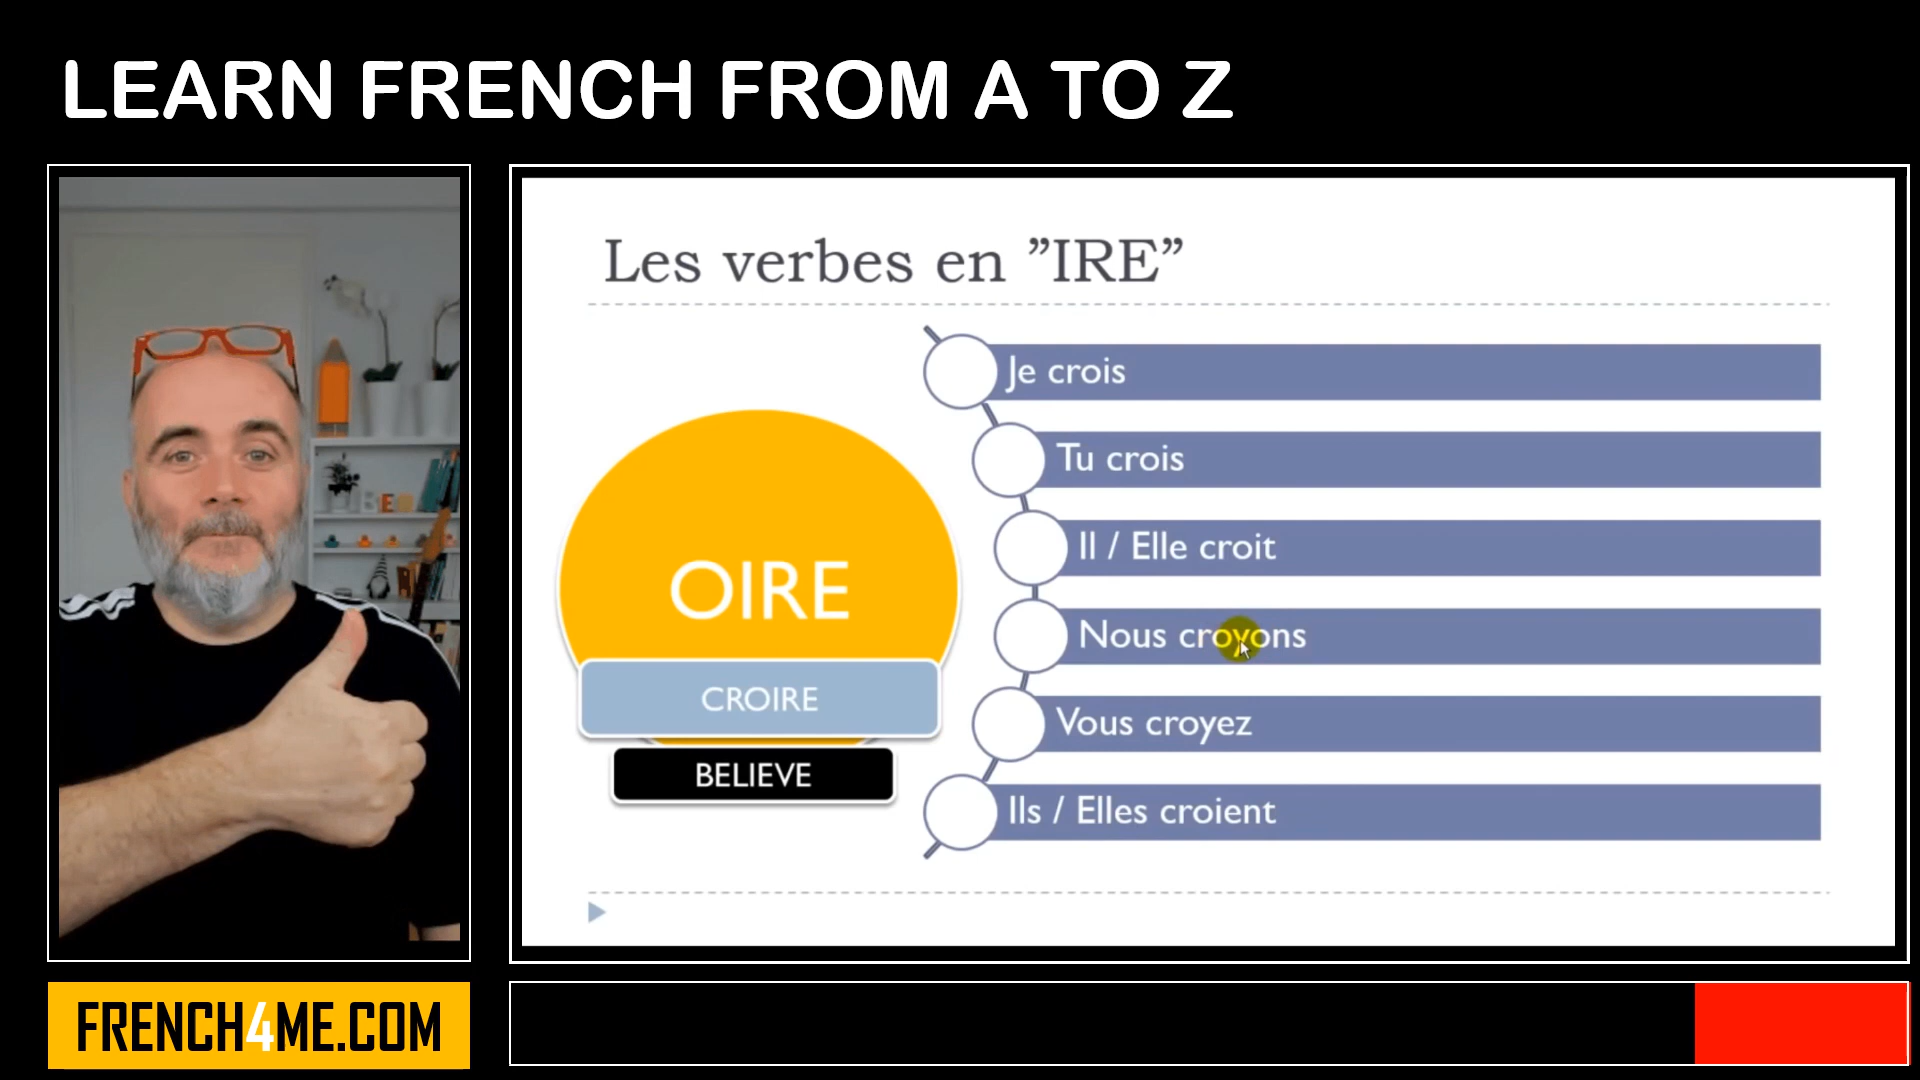 LEARN FRENCH FROM A TO Z
Les verbes en ”IRE”
OIRE
CROIRE
BELIEVE
Je crois
Tu crois
Il / Elle croit
Nous croyons
Vous croyez
Ils / Elles croient
BEA
FRENCH4ME.COM